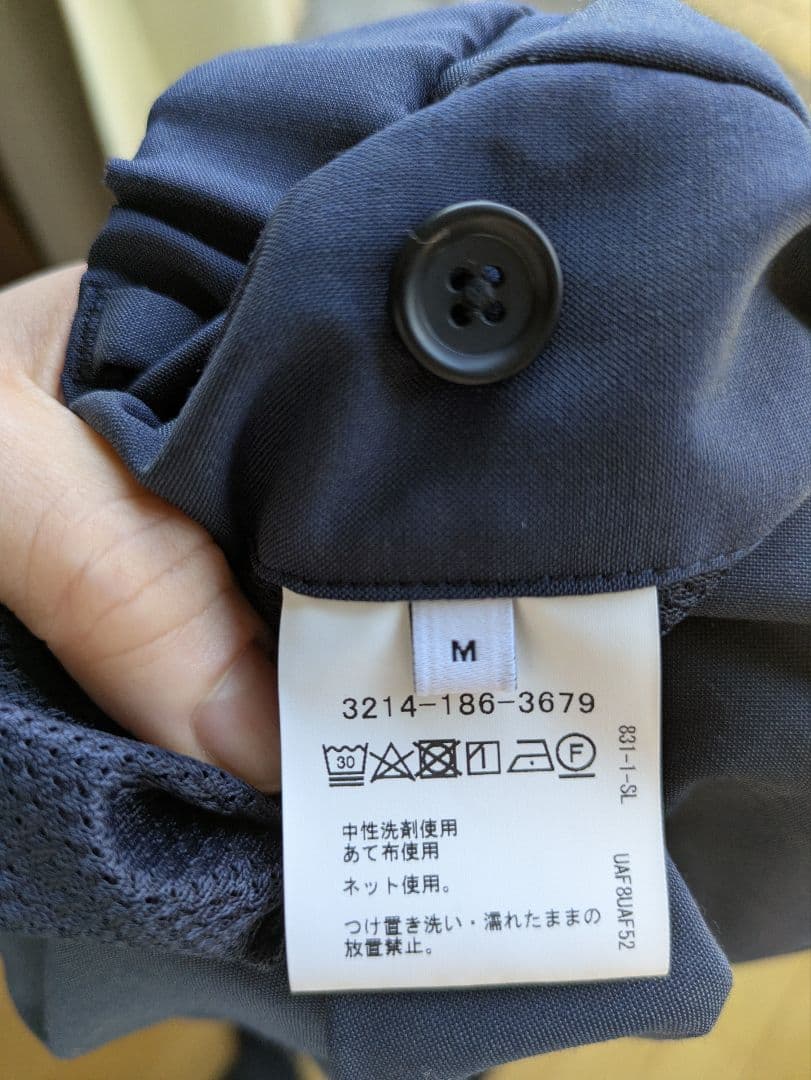 M
3214-186-3679
30
F
中性洗剤使用
あて布使用
ネット使用。
つけ置き洗い・濡れたままの
放置禁止。
831-1-SL
UAF8UAF52